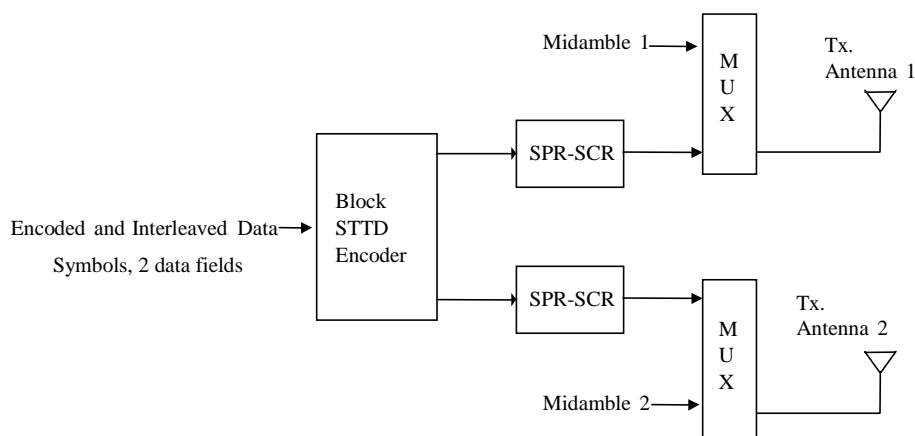 Midamble 1
M
U
X
Tx.
Antenna 1
SPR-SCR
Block
STTD
Encoder
Encoded and Interleaved Data
Symbols, 2 data fields
SPR-SCR
M
U
X
Tx.
Antenna 2
Midamble 2